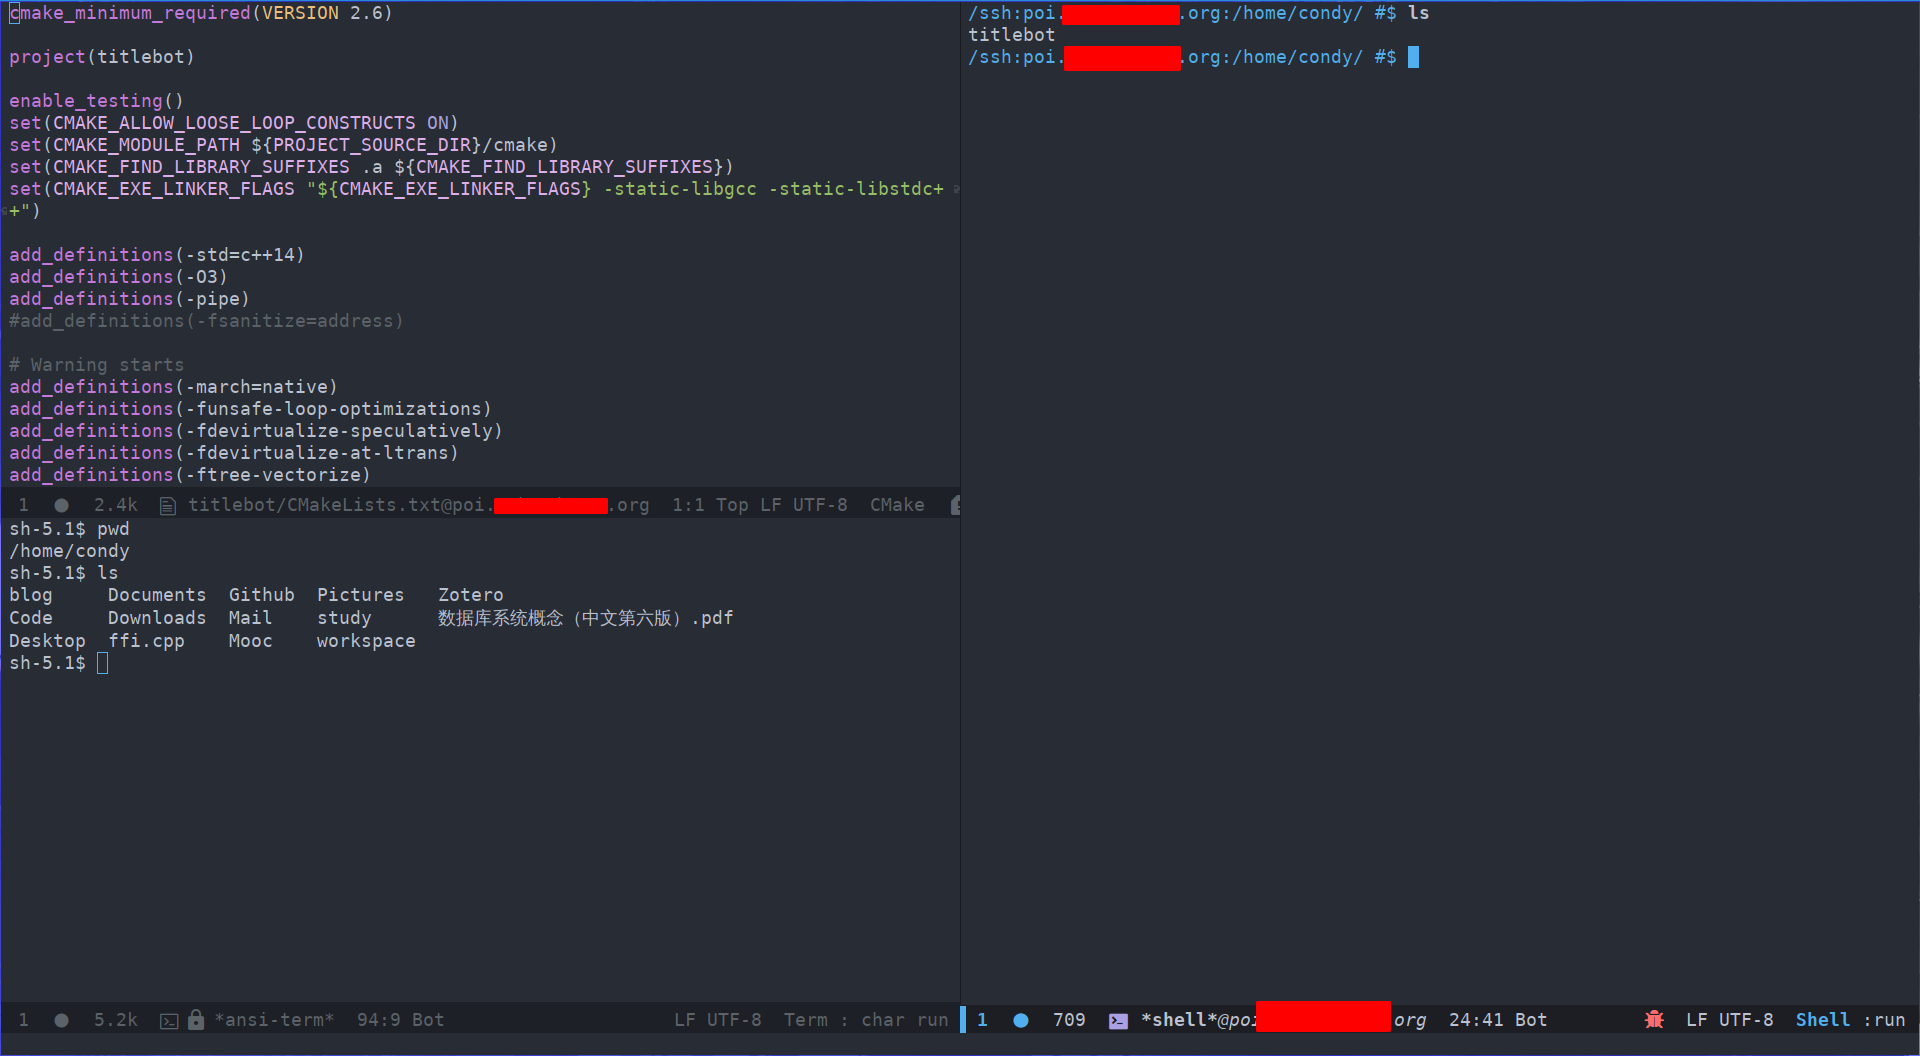 cmake_minimum_required(VERSION 2.6)
project(titlebot)
enable_testing()
set(CMAKE_ALLOW_LOOSE_LOOP_CONSTRUCTS ON)
set(CMAKE_MODULE_PATH ${PROJECT_SOURCE_DIR}/cmake)
set(CMAKE_FIND_LIBRARY_SUFFIXES .a ${CMAKE_FIND_LIBRARY_SUFFIXES})
set(CMAKE_EXE_LINKER_FLAGS "${CMAKE_EXE_LINKER_FLAGS} -static-libgcc -static-libstdc+
+")
add_definitions(-std=c++14)
add_definitions(-O3)
add_definitions(-pipe)
#add_definitions(-fsanitize=address)
# Warning starts
add_definitions(-march=native)
add_definitions(-funsafe-loop-optimizations)
add_definitions(-fdevirtualize-speculatively)
add_definitions(-fdevirtualize-at-ltrans)
add_definitions(-ftree-vectorize)
1 ● 2.4k titlebot/CMakeLists.txt@poi. .org 1:1 Top LF UTF-8 CMake
sh-5.1$ pwd
/home/condy
sh-5.1$ ls
blog Documents Github Pictures Zotero
Code Downloads Mail study 数据库系统概念（中文第六版）.pdf
Desktop ffi.cpp Mooc workspace
sh-5.1$
1 ● 5.2k *ansi-term* 94:9 Bot LF UTF-8 Term : char run
/ssh:poi. .org:/home/condy/ #$ ls
titlebot
/ssh:poi. .org:/home/condy/ #$
1 ● 709 *shell*@poi org 24:41 Bot LF UTF-8 Shell :run